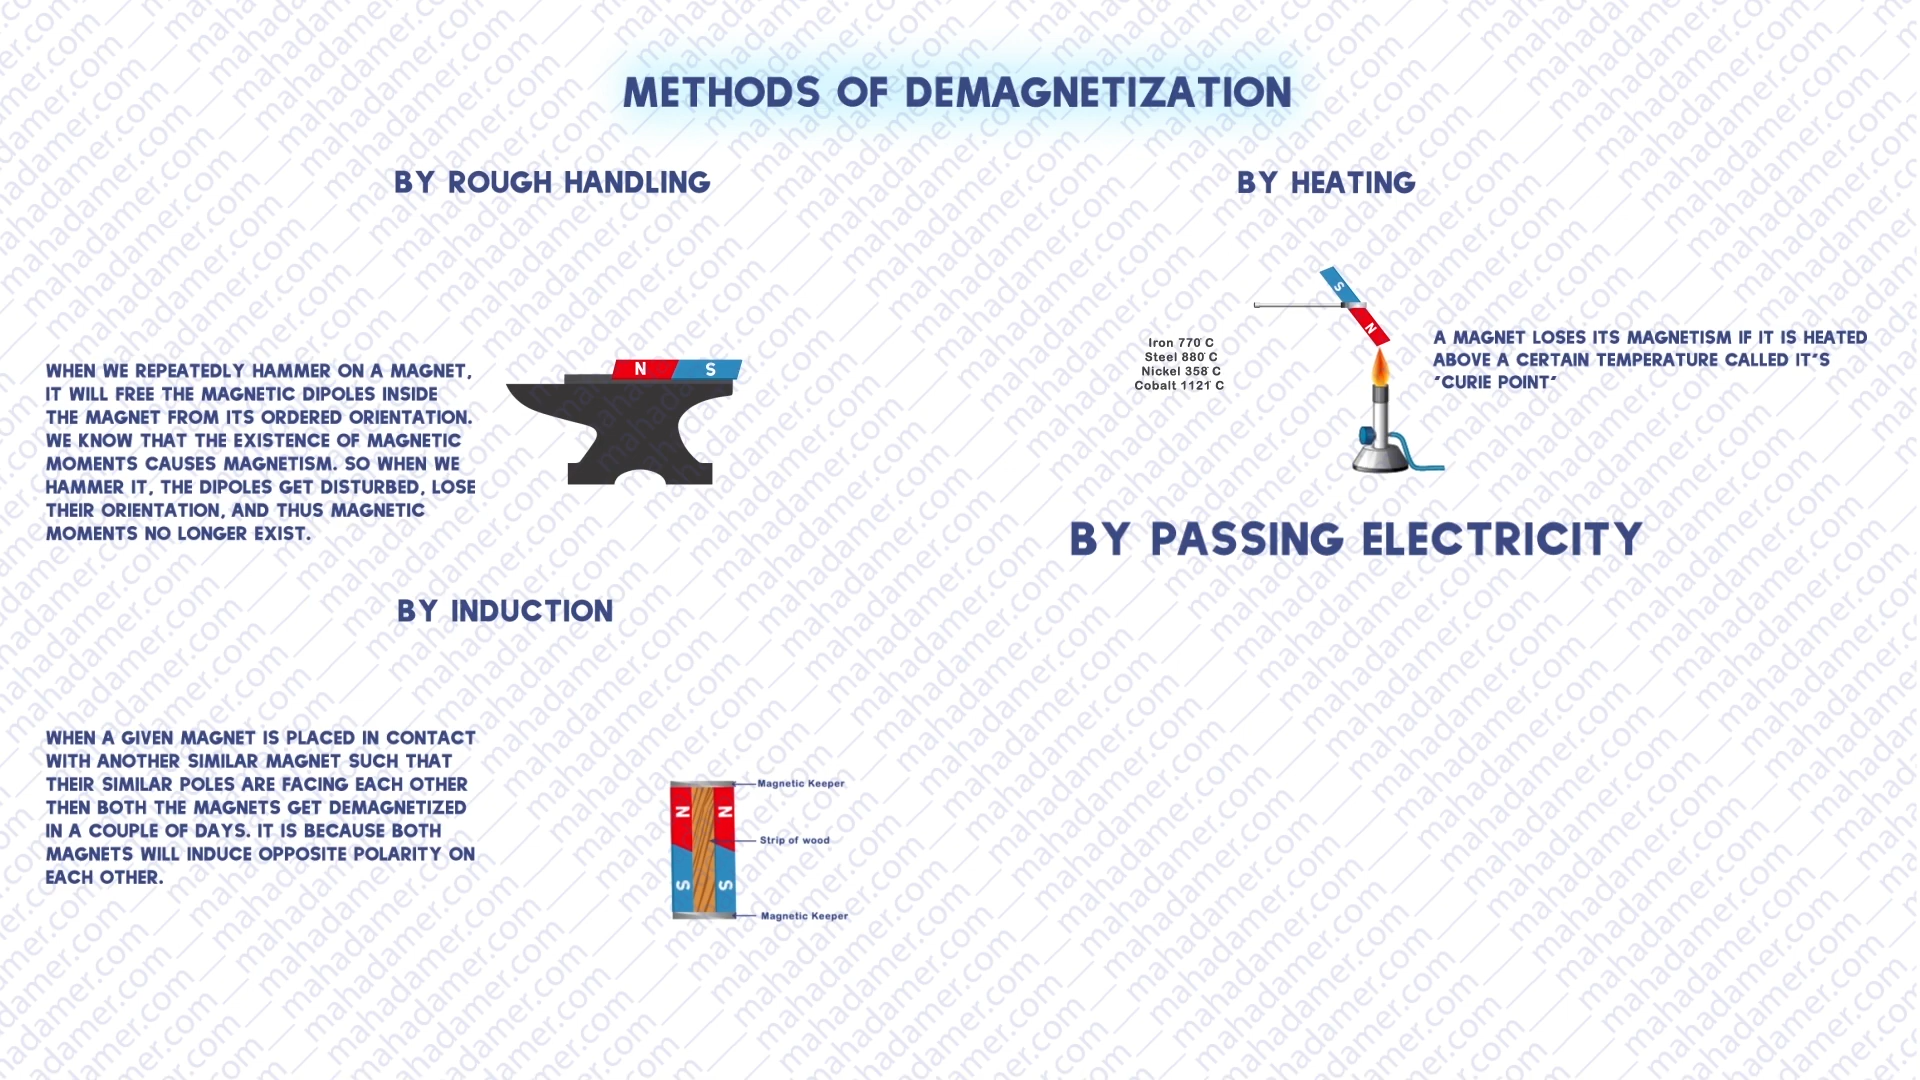 METHODS OF DEMAGNETIZATION
BY ROUGH HANDLING
WHEN WE REPEATEDLY HAMMER ON A MAGNET,
IT WILL FREE THE MAGNETIC DIPOLES INSIDE
THE MAGNET FROM ITS ORDERED ORIENTATION.
WE KNOW THAT THE EXISTENCE OF MAGNETIC
MOMENTS CAUSES MAGNETISM. SO WHEN WE
HAMMER IT, THE DIPOLES GET DISTURBED, LOSE
THEIR ORIENTATION, AND THUS MAGNETIC
MOMENTS NO LONGER EXIST.
N S
BY HEATING
Iron 770 C
Steel 880 C
Nickel 358 C
Cobalt 1121 C
S
N
A MAGNET LOSES ITS MAGNETISM IF IT IS HEATED
ABOVE A CERTAIN TEMPERATURE CALLED IT"S
"CURIE POINT"
BY PASSING ELECTRICITY
BY INDUCTION
WHEN A GIVEN MAGNET IS PLACED IN CONTACT
WITH ANOTHER SIMILAR MAGNET SUCH THAT
THEIR SIMILAR POLES ARE FACING EACH OTHER
THEN BOTH THE MAGNETS GET DEMAGNETIZED
IN A COUPLE OF DAYS. IT IS BECAUSE BOTH
MAGNETS WILL INDUCE OPPOSITE POLARITY ON
EACH OTHER.
Magnetic Keeper
N N
Strip of wood
S S
Magnetic Keeper
mahadamer.com